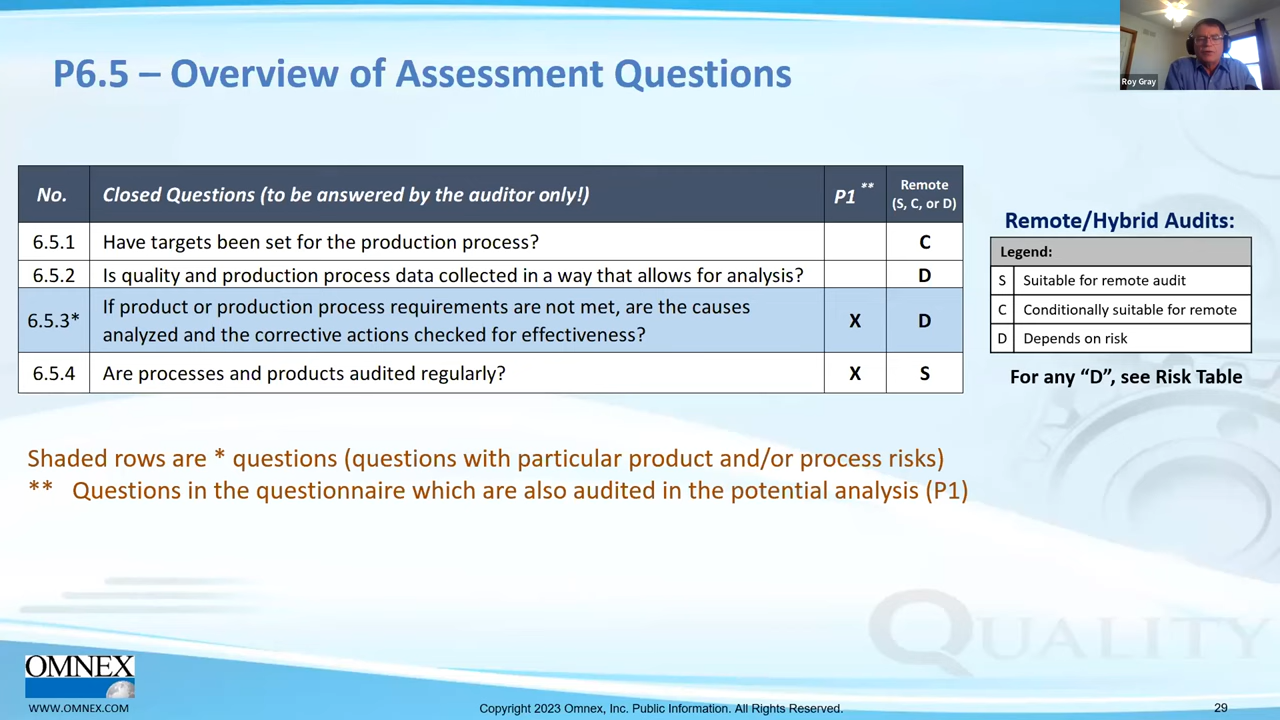 P6.5 – Overview of Assessment Questions
Roy Gray
No. Closed Questions (to be answered by the auditor only!) P1 ** Remote
(S, C, or D)
6.5.1 Have targets been set for the production process? C
6.5.2 Is quality and production process data collected in a way that allows for analysis? D
6.5.3* If product or production process requirements are not met, are the causes
analyzed and the corrective actions checked for effectiveness? X D
6.5.4 Are processes and products audited regularly? X S
Remote/Hybrid Audits:
Legend:
S Suitable for remote audit
C Conditionally suitable for remote
D Depends on risk
For any “D”, see Risk Table
Shaded rows are * questions (questions with particular product and/or process risks)
** Questions in the questionnaire which are also audited in the potential analysis (P1)
QUALITY
OMNEX
WWW.OMNEX.COM
Copyright 2023 Omnex, Inc. Public Information. All Rights Reserved.
29